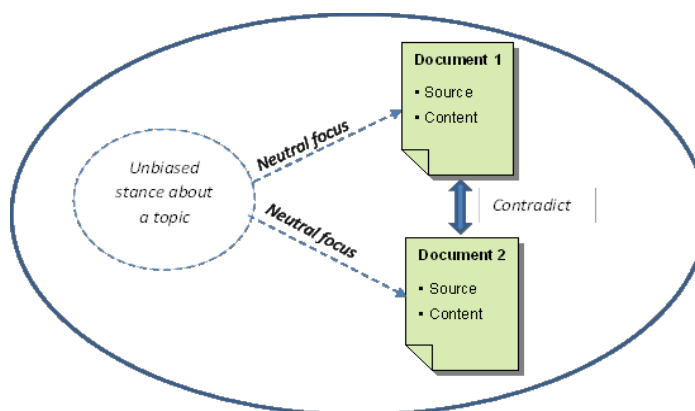 Document 1
▪ Source
▪ Content
Neutral focus
Unbiased
stance about
a topic
Contradict
Neutral focus
Document 2
▪ Source
▪ Content